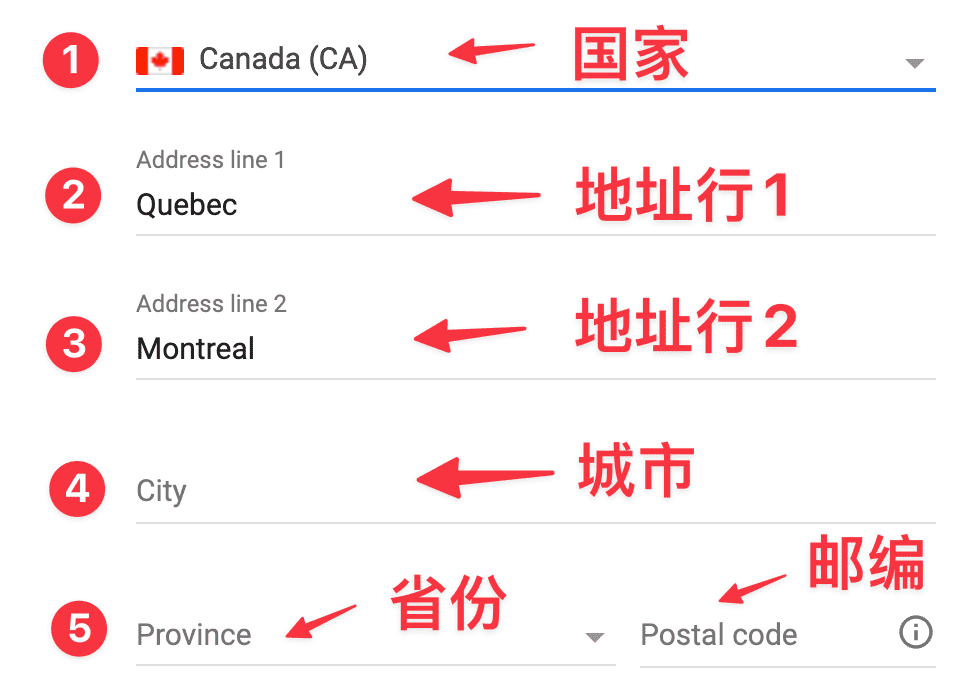 1 Canada (CA) 国家
Address line 1
2 Quebec 地址行1
Address line 2
3 Montreal 地址行2
4 City 城市
5 Province 省份 Postal code 邮编